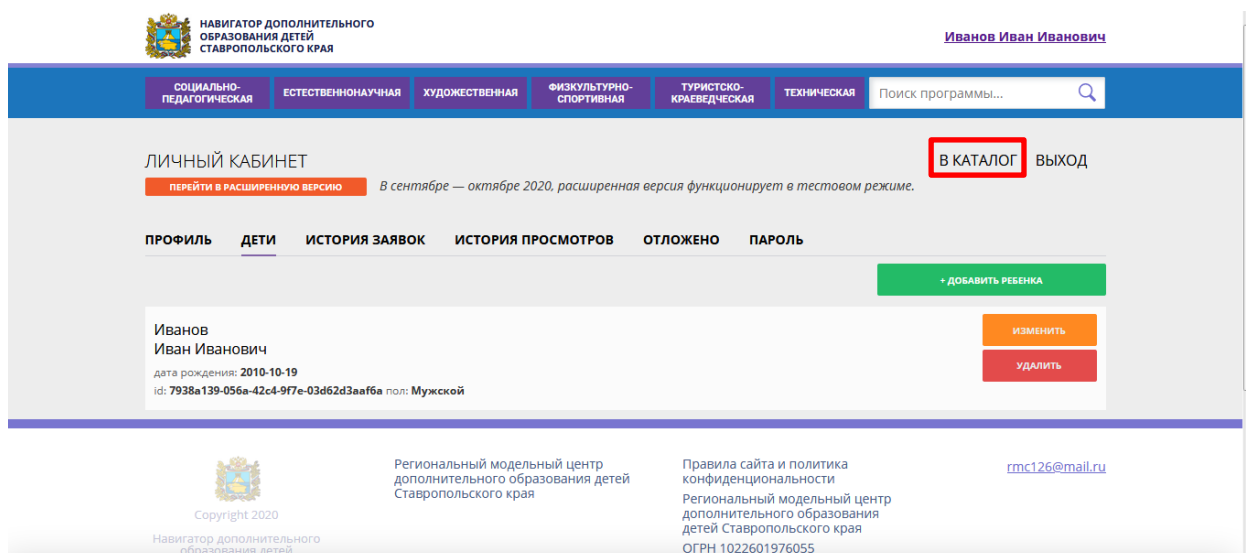 НАВИГАТОР ДОПОЛНИТЕЛЬНОГО
ОБРАЗОВАНИЯ ДЕТЕЙ
СТАВРОПОЛЬСКОГО КРАЯ
Иванов Иван Иванович
СОЦИАЛЬНО-
ПЕДАГОГИЧЕСКАЯ
ЕСТЕСТВЕННОНАУЧНАЯ
ХУДОЖЕСТВЕННАЯ
ФИЗКУЛЬТУРНО-
СПОРТИВНАЯ
ТУРИСТСКО-
КРАЕВЕДЧЕСКАЯ
ТЕХНИЧЕСКАЯ
Поиск программы...
ЛИЧНЫЙ КАБИНЕТ
В КАТАЛОГ
ВЫХОД
ПЕРЕЙТИ В РАСШИРЕННУЮ ВЕРСИЮ
В сентябре — октябре 2020, расширенная версия функционирует в тестовом режиме.
ПРОФИЛЬ
ДЕТИ
ИСТОРИЯ ЗАЯВОК
ИСТОРИЯ ПРОСМОТРОВ
ОТЛОЖЕНО
ПАРОЛЬ
+ ДОБАВИТЬ РЕБЕНКА
Иванов
Иван Иванович
дата рождения: 2010-10-19
id: 7938a139-056a-42c4-9f7e-03d62d3aaf6a пол: Мужской
ИЗМЕНИТЬ
УДАЛИТЬ
Copyright 2020
Навигатор дополнительного
образования детей
Региональный модельный центр
дополнительного образования детей
Ставропольского края
Правила сайта и политика
конфиденциональности
Региональный модельный центр
дополнительного образования
детей Ставропольского края
ОГРН 1022601976055
rmc126@mail.ru